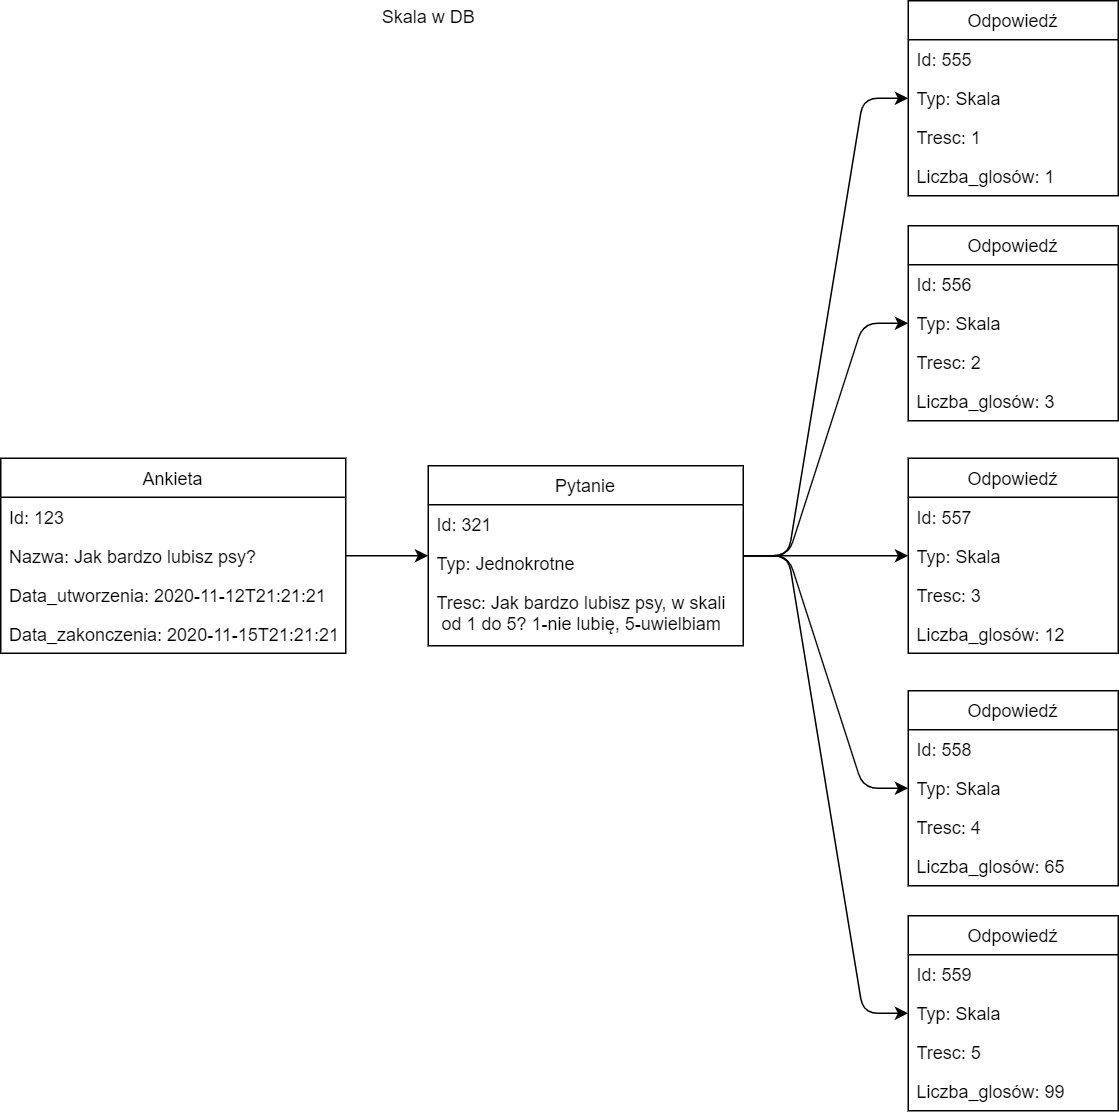 Skala w DB
Ankieta
Id: 123
Nazwa: Jak bardzo lubisz psy?
Data_utworzenia: 2020-11-12T21:21:21
Data_zakonczenia: 2020-11-15T21:21:21
Pytanie
Id: 321
Typ: Jednokrotne
Tresc: Jak bardzo lubisz psy, w skali
od 1 do 5? 1-nie lubię, 5-uwielbiam
Odpowiedź
Id: 555
Typ: Skala
Tresc: 1
Liczba_glosów: 1
Odpowiedź
Id: 556
Typ: Skala
Tresc: 2
Liczba_glosów: 3
Odpowiedź
Id: 557
Typ: Skala
Tresc: 3
Liczba_glosów: 12
Odpowiedź
Id: 558
Typ: Skala
Tresc: 4
Liczba_glosów: 65
Odpowiedź
Id: 559
Typ: Skala
Tresc: 5
Liczba_glosów: 99